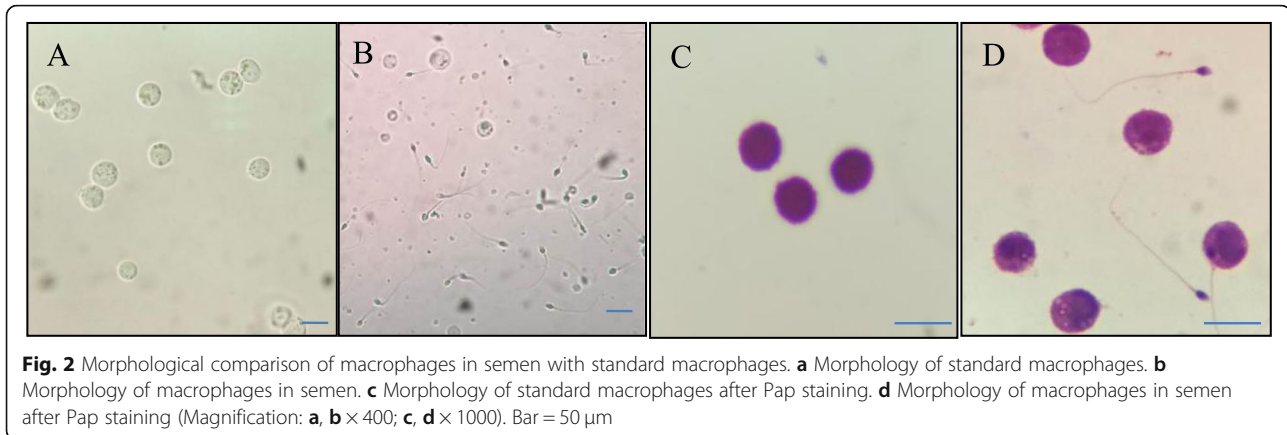 A
B
C
D
Fig. 2 Morphological comparison of macrophages in semen with standard macrophages. a Morphology of standard macrophages. b
Morphology of macrophages in semen. c Morphology of standard macrophages after Pap staining. d Morphology of macrophages in semen
after Pap staining (Magnification: a, b × 400; c, d × 1000). Bar = 50 μm